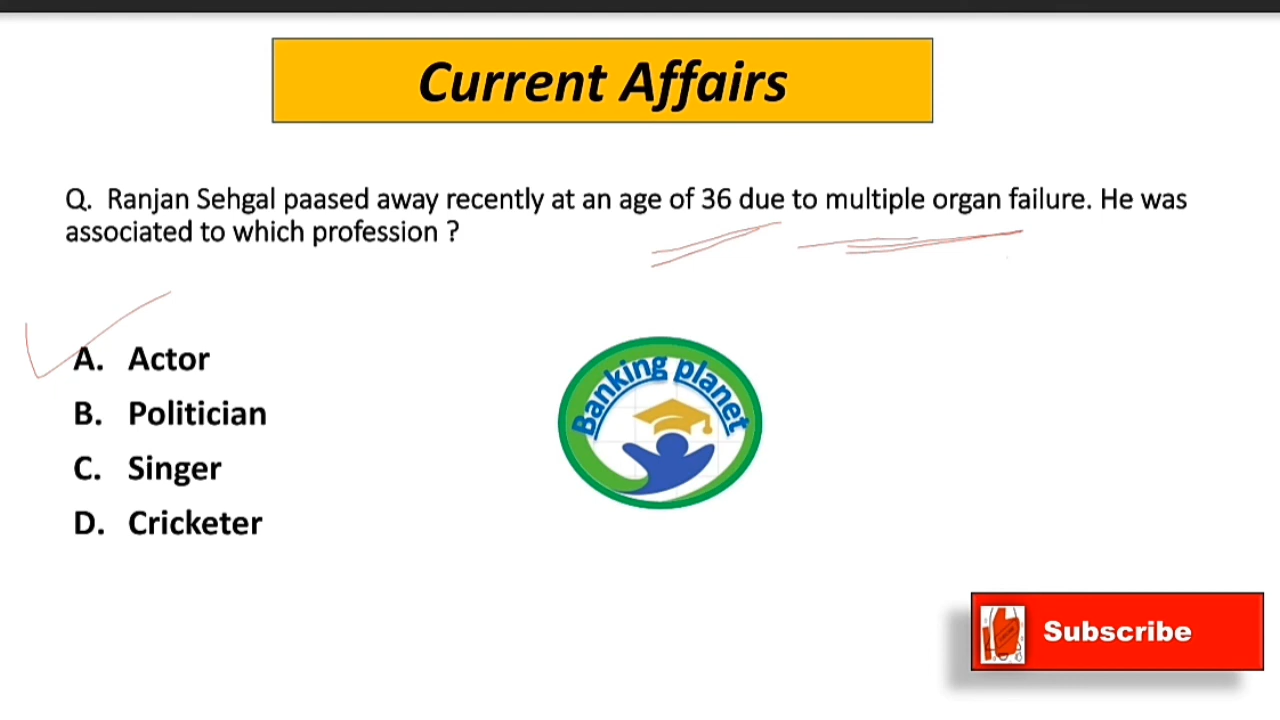 Current Affairs
Q. Ranjan Sehgal paased away recently at an age of 36 due to multiple organ failure. He was
associated to which profession ?
A. Actor
B. Politician
C. Singer
D. Cricketer
Banking planet
Subscribe